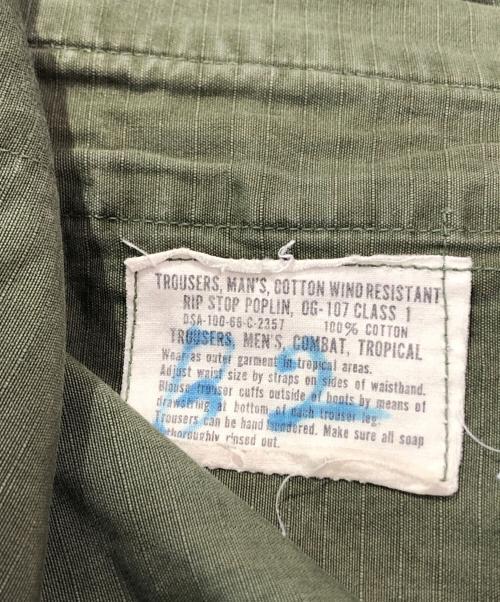 TROUSERS, MAN'S, COTTON WIND RESISTANT
RIP STOP POPLIN, OG-107 CLASS 1
DSA-100-66-C-2357 100% COTTON
TROUSERS, MEN'S, COMBAT, TROPICAL
Wear as outer garment in tropical areas.
Adjust waist size by straps on sides of waistband.
Blouse trouser cuffs outside of boots by means of
drawstring at bottom of each trouser leg.
Trousers can be hand laundered. Make sure all soap
thoroughly rinsed out.